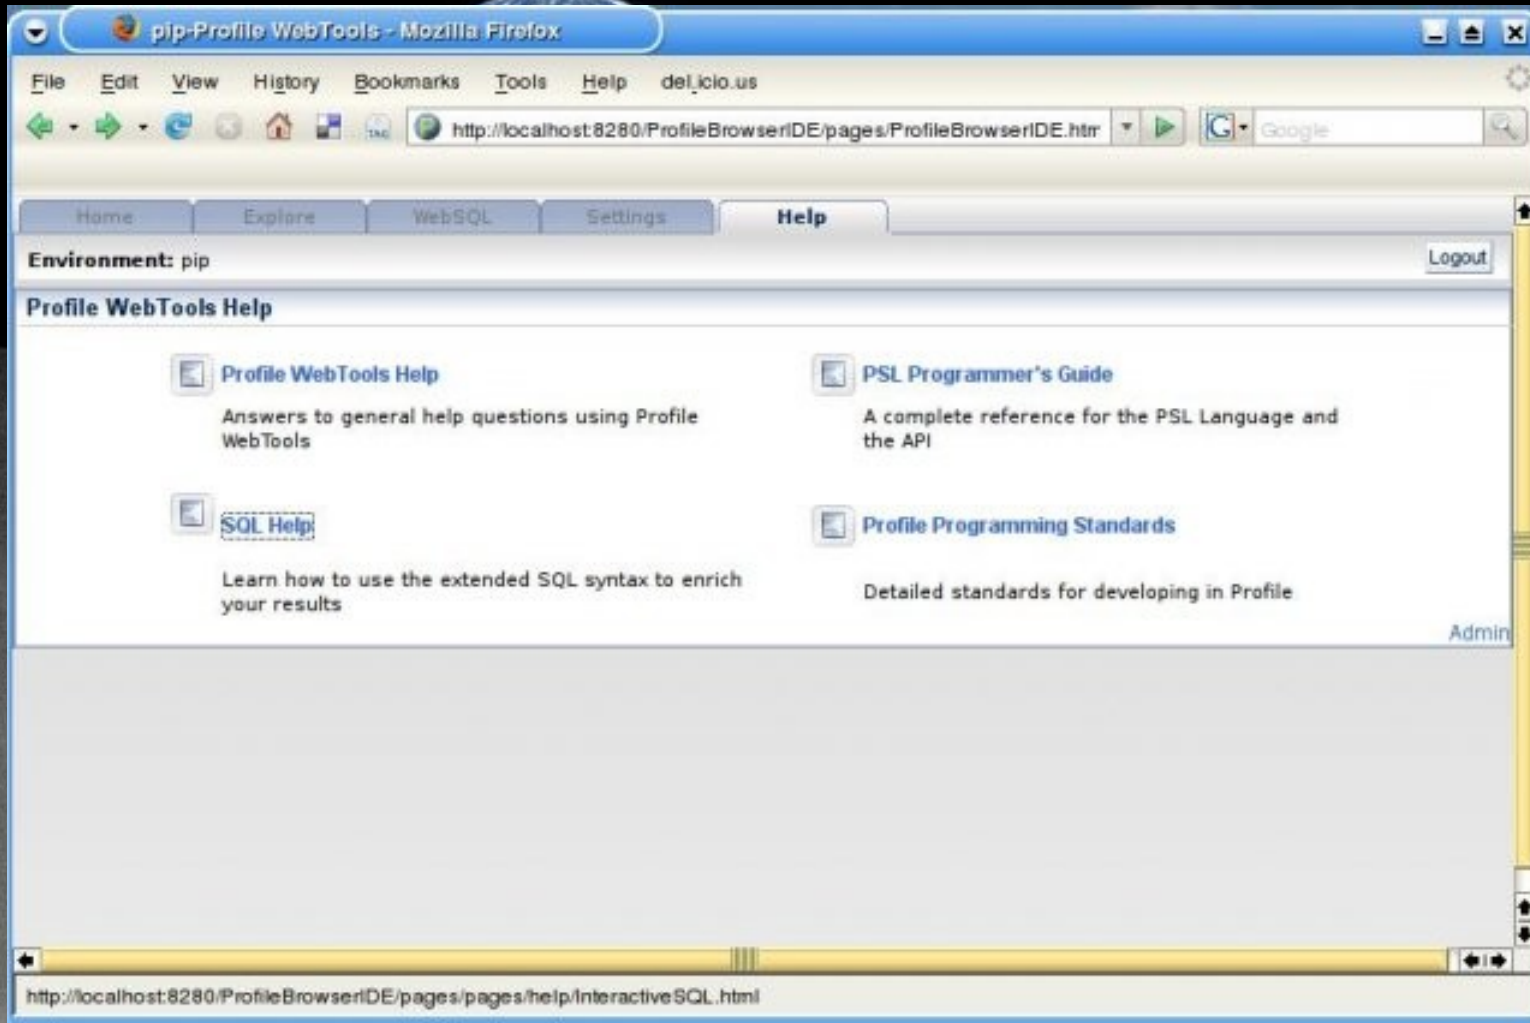 pip-Profile WebTools - Mozilla Firefox
File Edit View History Bookmarks Tools Help del.icio.us
TAG http://localhost:8280/ProfileBrowserIDE/pages/ProfileBrowserIDE.htm G Google
Home Explore WebSQL Settings Help
Environment: pip Logout
Profile WebTools Help
Profile WebTools Help
Answers to general help questions using Profile
WebTools
PSL Programmer's Guide
A complete reference for the PSL Language and
the API
SQL Help
Learn how to use the extended SQL syntax to enrich
your results
Profile Programming Standards
Detailed standards for developing in Profile
Admin
http://localhost:8280/ProfileBrowserIDE/pages/pages/help/InteractiveSQL.html